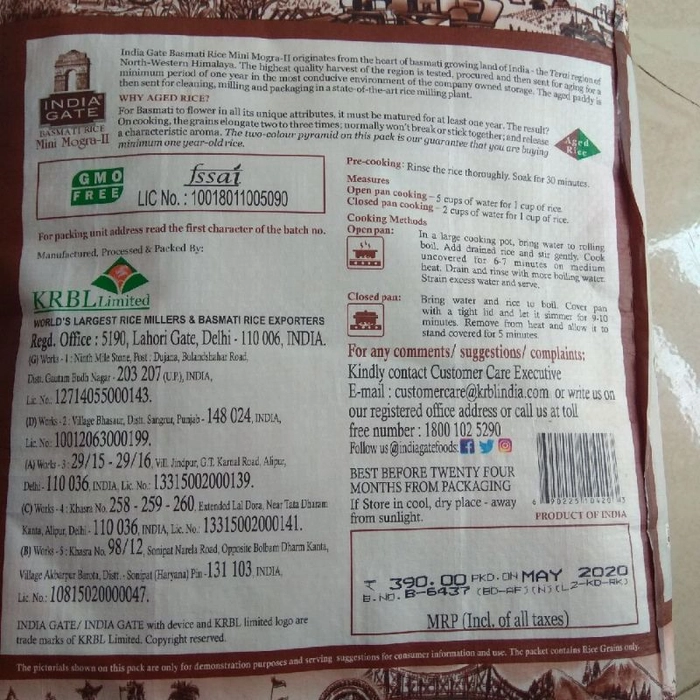 India Gate Basmati Rice Mini Mogra-II originates from the heart of basmati growing land of India - the Terai region of
North-Western Himalaya. The highest quality harvest of the region is tested, procured and then sent for aging for a
minimum period of one year in the most conducive environment of the company owned storage. The aged paddy is
then sent for cleaning, milling and packaging in a state-of-the-art rice milling plant.
INDIA
GATE
BASMATI RICE
Mini Mogra-II
WHY AGED RICE?
For Basmati to flower in all its unique attributes, it must be matured for at least one year. The result?
On cooking, the grains elongate two to three times; normally won't break or stick together; and release
a characteristic aroma. The two-colour pyramid on this pack is our guarantee that you are buying
minimum one year-old rice.
Aged
Rice
GMO
FREE
fssai
LIC No. : 10018011005090
For packing unit address read the first character of the batch no.
Manufactured, Processed & Packed By:
KRBL Limited
WORLD'S LARGEST RICE MILLERS & BASMATI RICE EXPORTERS
Regd. Office : 5190, Lahori Gate, Delhi - 110 006, INDIA.
(G) Works - 1 : Ninth Mile Stone, Post : Dujana, Bulandshahar Road,
Distt. Gautam Budh Nagar - 203 207 (U.P.), INDIA,
Lic. No.: 12714055000143.
(D) Works - 2 : Village Bhasaur, Distt. Sangrur, Punjab - 148 024, INDIA,
Lic. No.: 10012063000199.
(A) Works - 3 : 29/15 - 29/16, Vill. Jindpur, G.T. Karnal Road, Alipur,
Delhi - 110 036, INDIA, Lic. No.: 13315002000139.
(C) Works - 4 : Khasra No. 258 - 259 - 260, Extended Lal Dora, Near Tata Dharam
Kanta, Alipur, Delhi - 110 036, INDIA, Lic. No.: 13315002000141.
(B) Works - 5 : Khasra No. 98/12, Sonipat Narela Road, Opposite Bolbam Dharm Kanta,
Village Akbarpur Barota, Distt. - Sonipat (Haryana) Pin -131 103, INDIA,
Lic. No.: 10815020000047.
INDIA GATE/ INDIA GATE with device and KRBL limited logo are
trade marks of KRBL Limited. Copyright reserved.
Pre-cooking: Rinse the rice thoroughly. Soak for 30 minutes.
Measures
Open pan cooking - 5 cups of water for 1 cup of rice.
Closed pan cooking - 2 cups of water for 1 cup of rice.
Cooking Methods
Open pan:
In a large cooking pot, bring water to rolling
boil. Add drained rice and stir gently. Cook
uncovered for 6-7 minutes on medium
heat. Drain and rinse with more boiling water.
Strain excess water and serve.
Closed pan:
Bring water and rice to boil. Cover pan
with a tight lid and let it simmer for 9-10
minutes. Remove from heat and allow it to
stand covered for 5 minutes.
For any comments/ suggestions/ complaints:
Kindly contact Customer Care Executive
E-mail : customercare@krblindia.com or write us on
our registered office address or call us at toll
free number : 1800 102 5290
Follow us @indiagatefoods:
BEST BEFORE TWENTY FOUR
MONTHS FROM PACKAGING
If Store in cool, dry place - away
from sunlight.
PRODUCT OF INDIA
₹ 390.00 PKD.ON MAY 2020
B.NO. B-6437 (BD-AF)(N)(L2-KD-RK)
MRP (Incl. of all taxes)
The pictorials shown on this pack are only for demonstration purposes and serving suggestions for consumer information and use. The packet contains Rice Grains only.